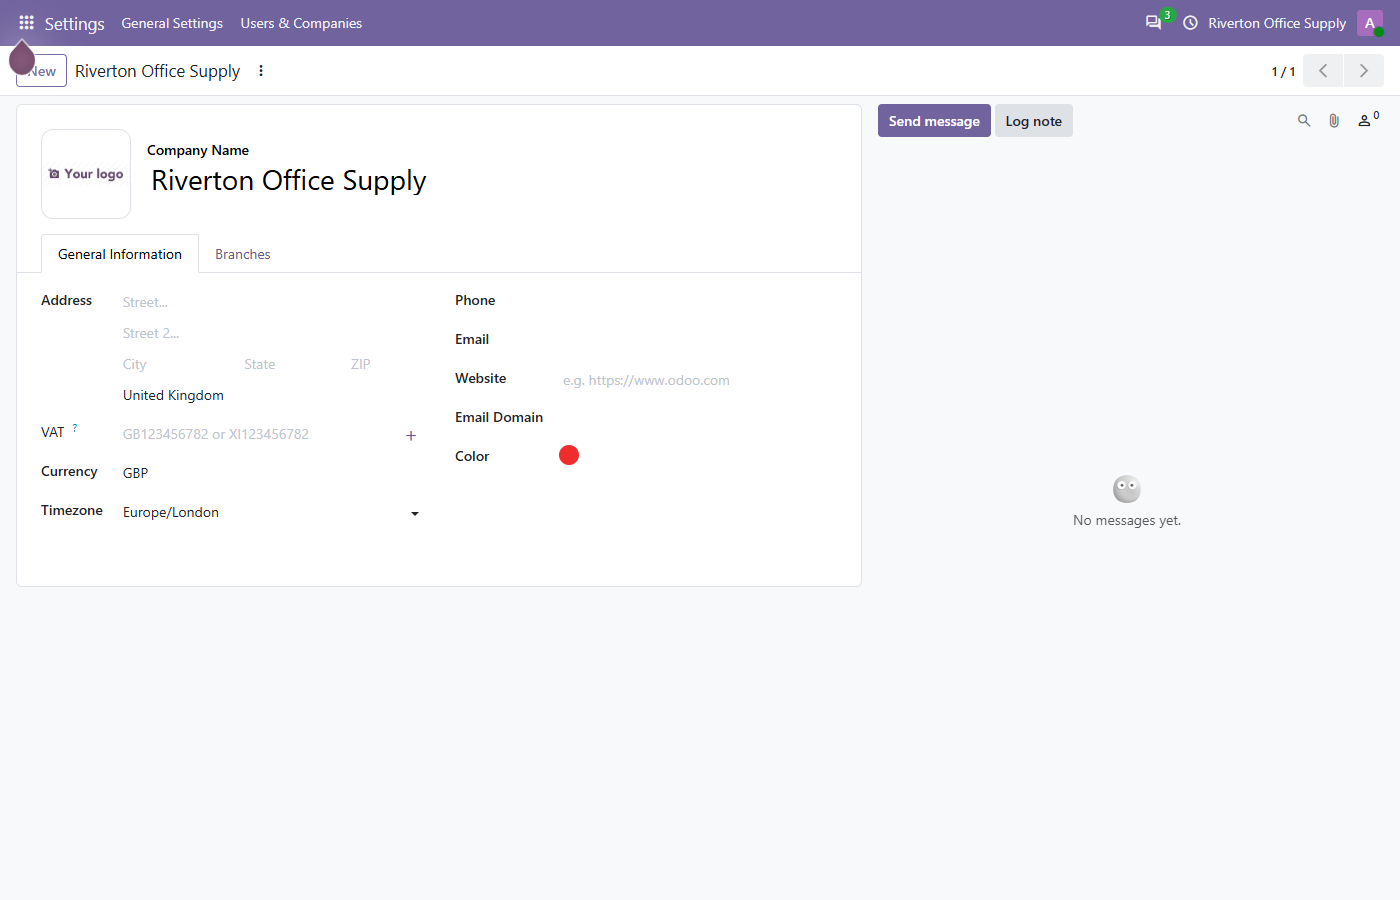 Settings General Settings Users & Companies 3 Riverton Office Supply A
New Riverton Office Supply 1 / 1
Send message Log note 0
Your logo
Company Name
Riverton Office Supply
General Information Branches
Address Street... Phone
Street 2...
Email
City State ZIP
Website e.g. https://www.odoo.com
United Kingdom
Email Domain
VAT ? GB123456782 or XI123456782 +
Color
Currency GBP
Timezone Europe/London
No messages yet.